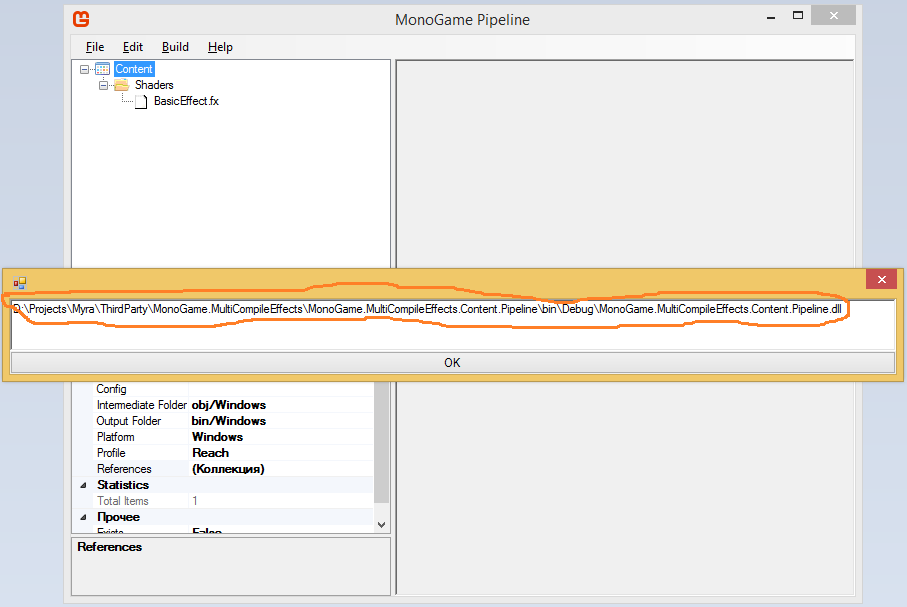 MonoGame Pipeline
File Edit Build Help
Content
Shaders
BasicEffect.fx
D:\Projects\Myra\ThirdParty\MonoGame.MultiCompileEffects\MonoGame.MultiCompileEffects.Content.Pipeline\bin\Debug\MonoGame.MultiCompileEffects.Content.Pipeline.dll
OK
Config
Intermediate Folder obj/Windows
Output Folder bin/Windows
Platform Windows
Profile Reach
References (Коллекция)
Statistics
Total Items 1
Прочее
Exists False
References